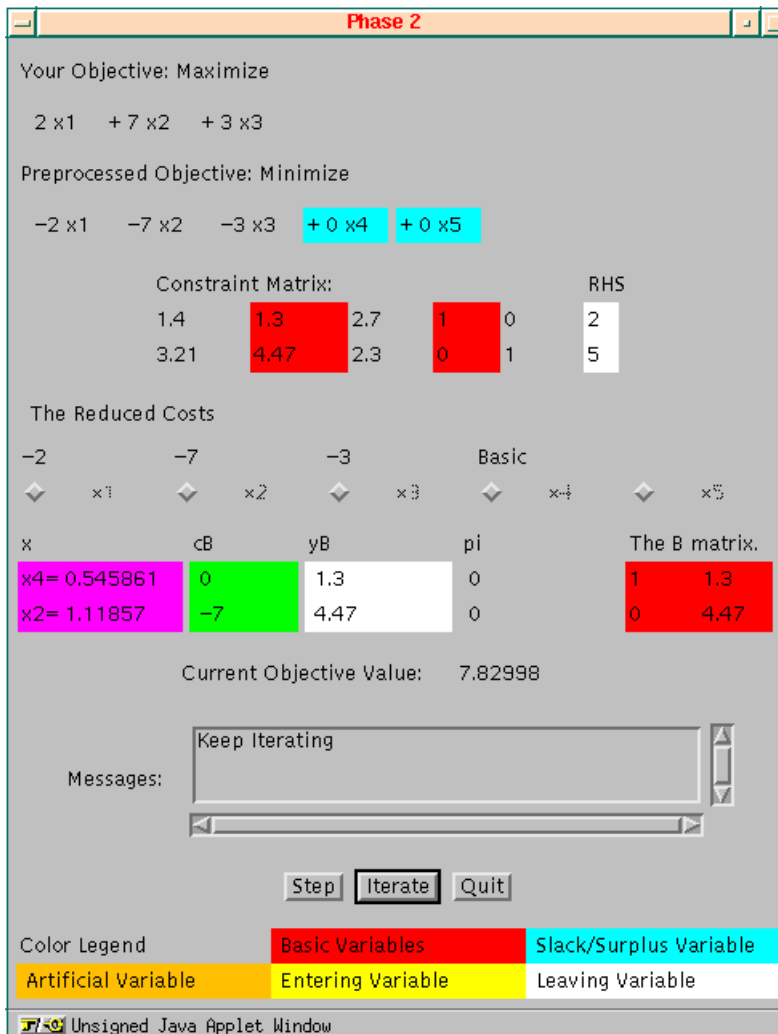 Phase 2
Your Objective: Maximize
2 x1 + 7 x2 + 3 x3
Preprocessed Objective: Minimize
−2 x1 −7 x2 −3 x3 + 0 x4 + 0 x5
Constraint Matrix: RHS
1.4 1.3 2.7 1 0 2
3.21 4.47 2.3 0 1 5
The Reduced Costs
−2 −7 −3 Basic
x1 x2 x3 x4 x5
x cB yB pi The B matrix.
x4= 0.545861 0 1.3 0 1 1.3
x2= 1.11857 −7 4.47 0 0 4.47
Current Objective Value: 7.82998
Keep Iterating
Messages:
Step Iterate Quit
Color Legend Basic Variables Slack/Surplus Variable
Artificial Variable Entering Variable Leaving Variable
Unsigned Java Applet Window